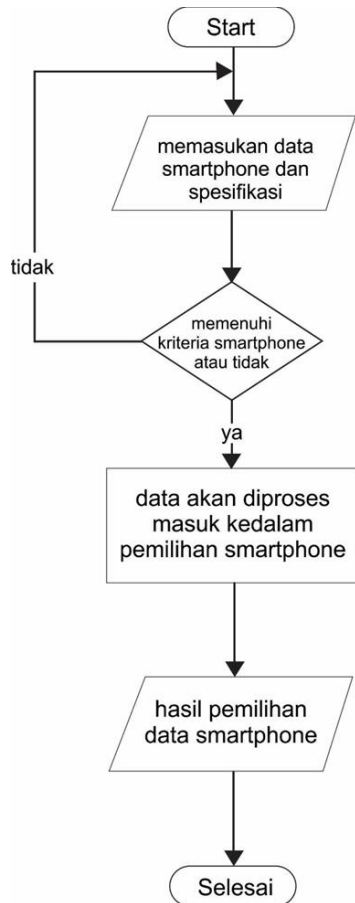 Start
memasukan data
smartphone dan
spesifikasi
tidak
memenuhi
kriteria smartphone
atau tidak
ya
data akan diproses
masuk kedalam
pemilihan smartphone
hasil pemilihan
data smartphone
Selesai